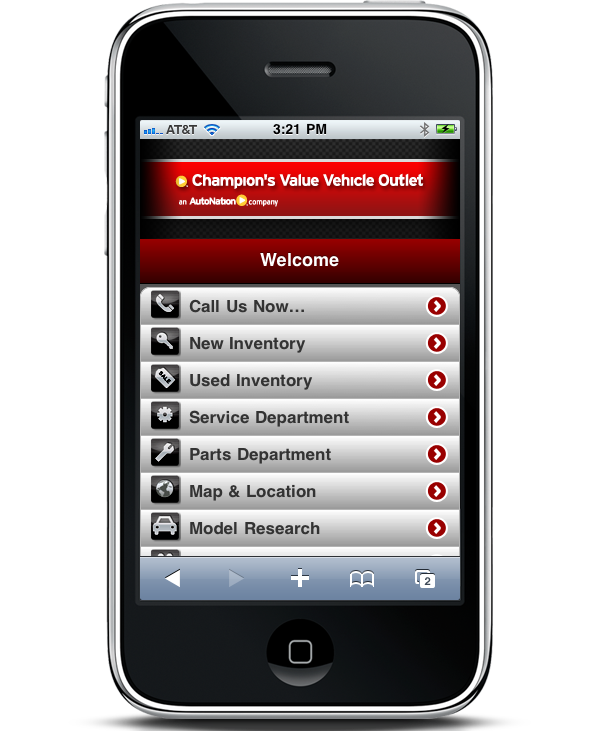 AT&T 3:21 PM
Champion's Value Vehicle Outlet
an AutoNation company
Welcome
Call Us Now...
New Inventory
SALE
Used Inventory
Service Department
Parts Department
Map & Location
Model Research
2